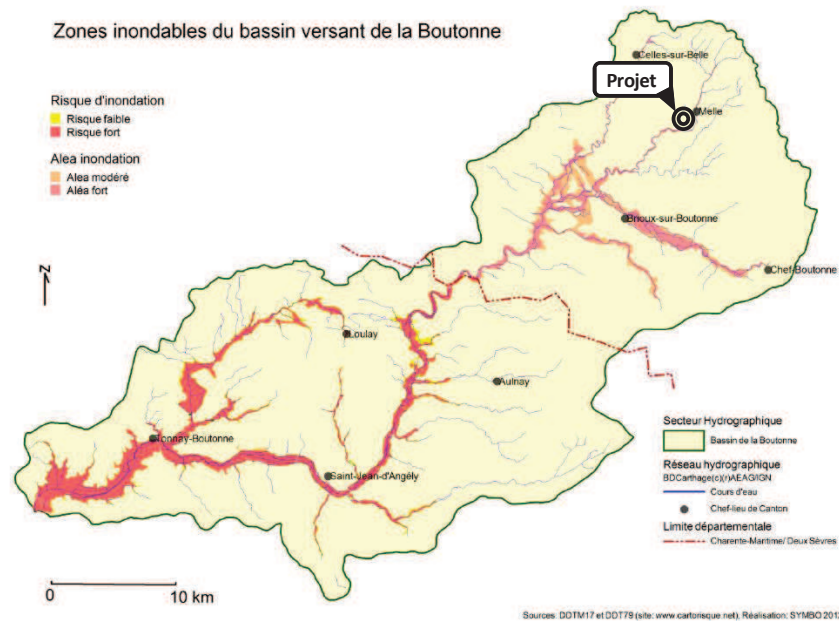 Zones inondables du bassin versant de la Boutonne
Celles-sur-Belle
Projet
Melle
Risque d'inondation
Risque faible
Risque fort
Alea inondation
Alea modéré
Aléa fort
Brioux-sur-Boutonne
Chef-Boutonne
N
Loulay
Aulnay
Tonnay-Boutonne
Saint-Jean-d'Angély
Secteur Hydrographique
Bassin de la Boutonne
Réseau hydrographique
BDCarthage(c)(r)AEAG/IGN
Cours d'eau
Chef-lieu de Canton
Limite départementale
Charente-Maritime/ Deux Sèvres
0 10 km
Sources: DDTM17 et DDT79 (site: www.cartorisque.net), Réalisation: SYMBO 2013